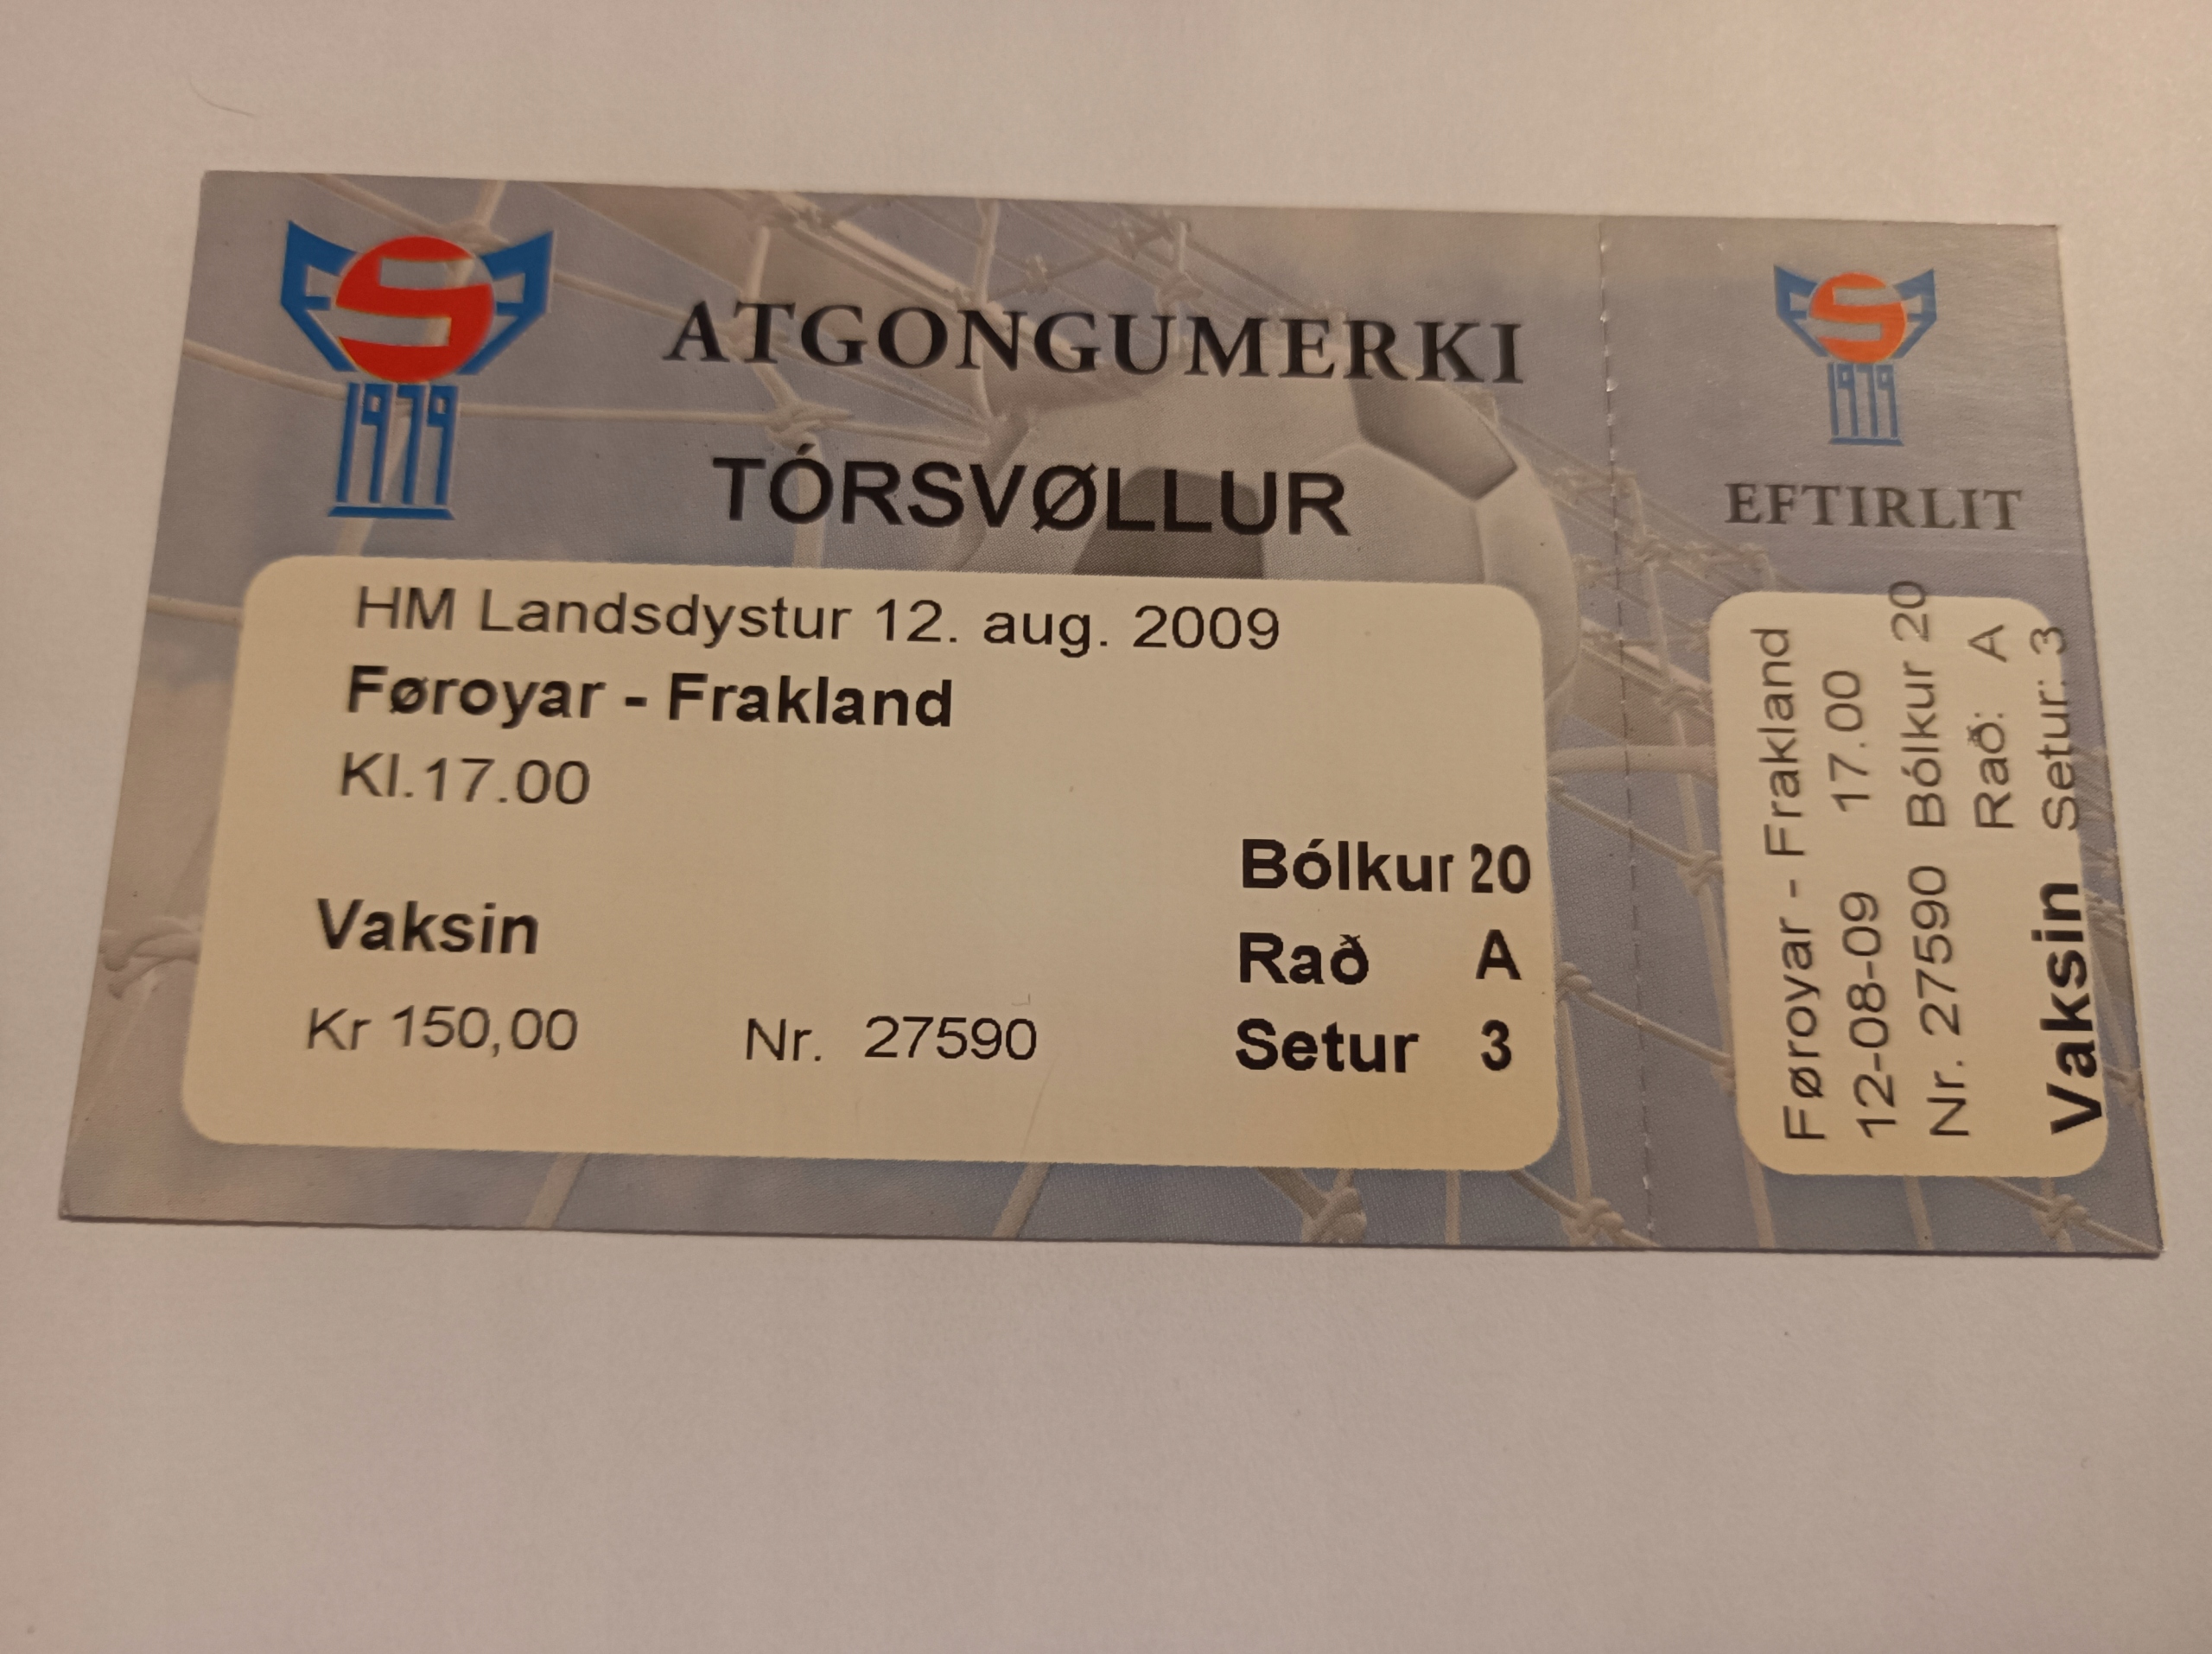 FSF
1979
ATGONGUMERKI
TÓRSVØLLUR
HM Landsdystur 12. aug. 2009
Føroyar - Frakland
Kl.17.00
Vaksin
Kr 150,00
Nr. 27590
Bólkur 20
Rað A
Setur 3
FSF
1979
EFTIRLIT
Føroyar - Frakland
12-08-09 17.00
Nr. 27590 Bólkur 20
Rað: A
Vaksin Setur: 3